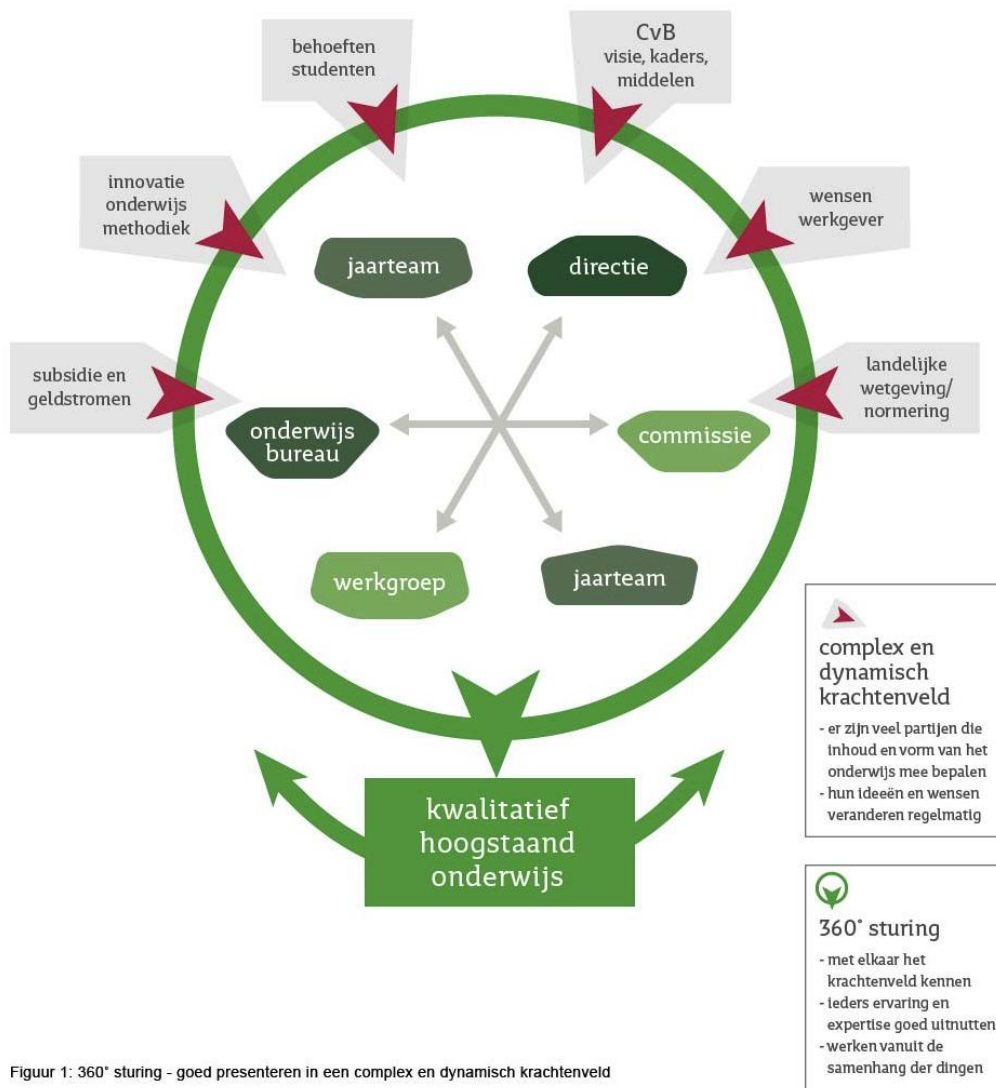 behoeften
studenten
CvB
visie, kaders,
middelen
innovatie
onderwijs
methodiek
wensen
werkgever
jaarteam
directie
subsidie en
geldstromen
landelijke
wetgeving/
normering
onderwijs
bureau
commissie
werkgroep
jaarteam
kwalitatief
hoogstaand
onderwijs
complex en
dynamisch
krachtenveld
- er zijn veel partijen die
inhoud en vorm van het
onderwijs mee bepalen
- hun ideeën en wensen
veranderen regelmatig
360° sturing
- met elkaar het
krachtenveld kennen
- ieders ervaring en
expertise goed uitnutten
- werken vanuit de
samenhang der dingen
Figuur 1: 360° sturing - goed presenteren in een complex en dynamisch krachtenveld